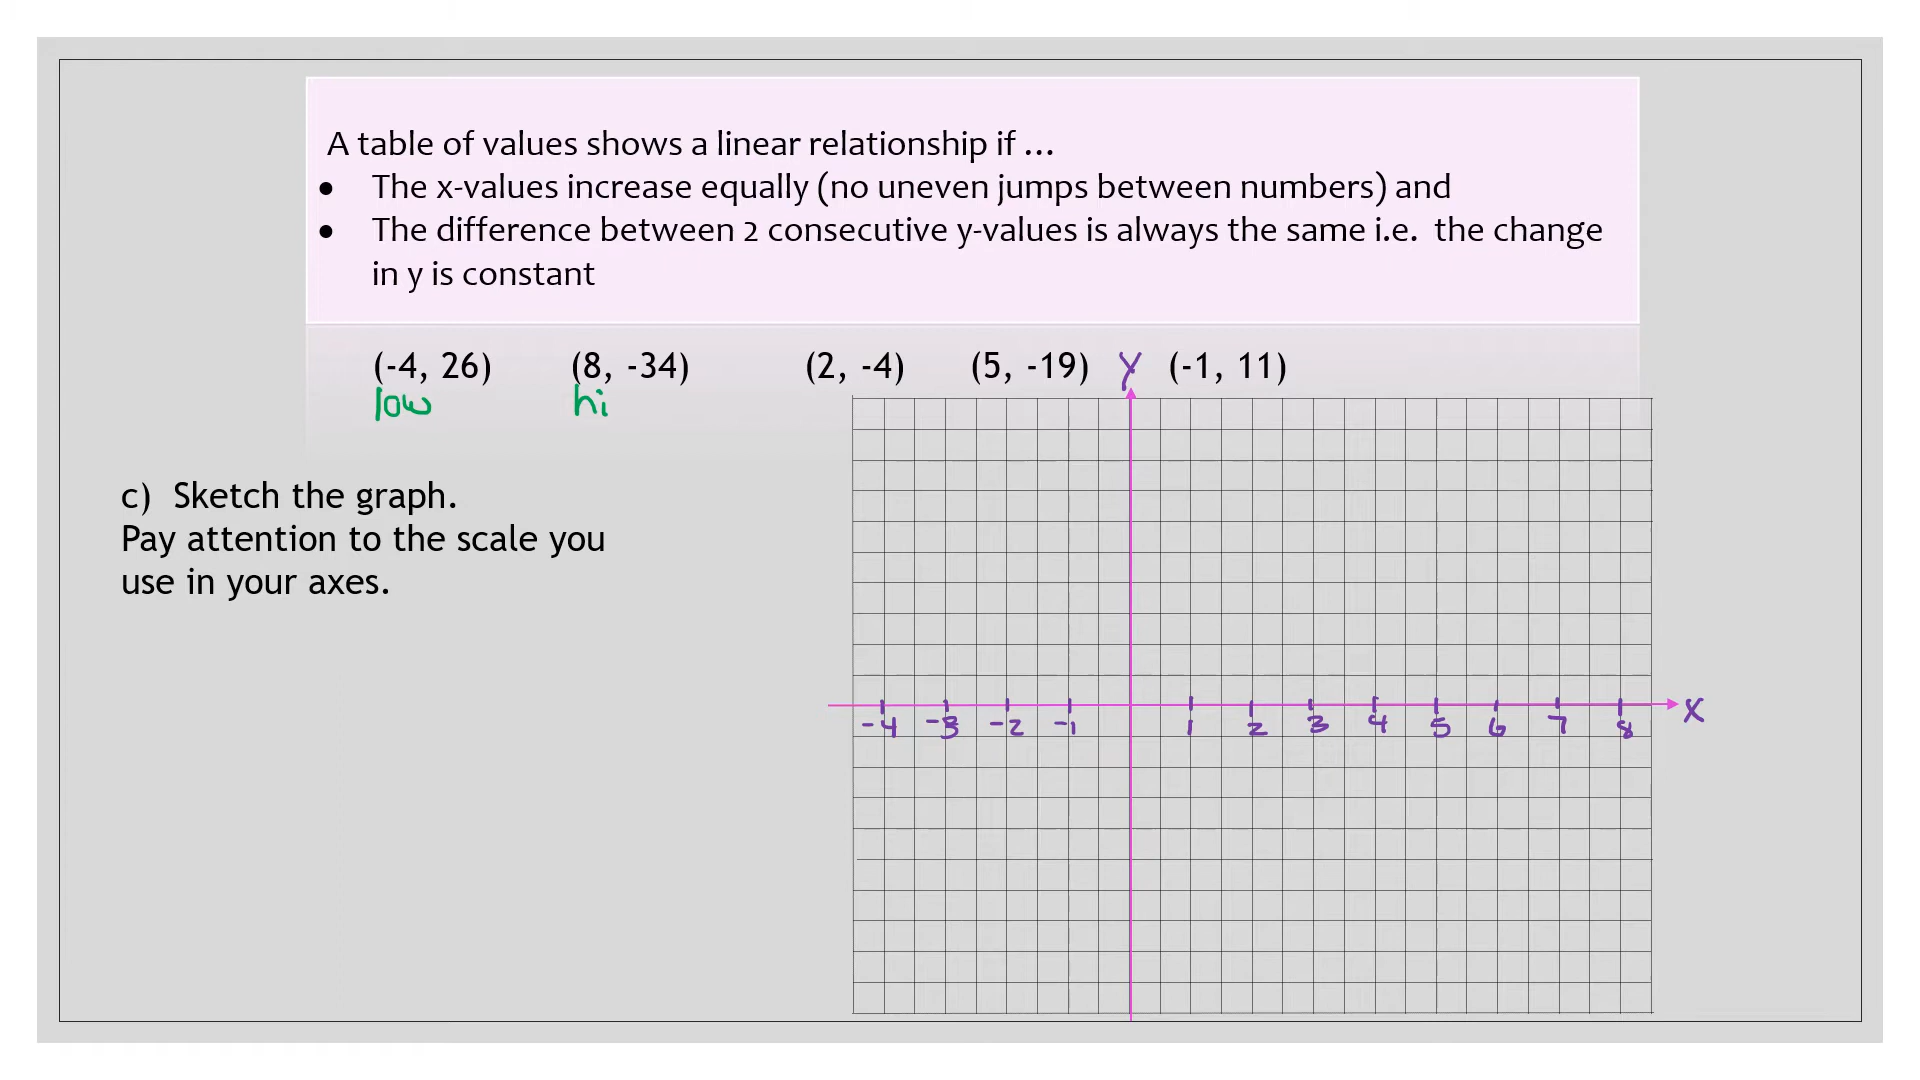 A table of values shows a linear relationship if ...
• The x-values increase equally (no uneven jumps between numbers) and
• The difference between 2 consecutive y-values is always the same i.e. the change
in y is constant
(-4, 26) (8, -34) (2, -4) (5, -19) y (-1, 11)
low hi
c) Sketch the graph.
Pay attention to the scale you
use in your axes.
-4 -3 -2 -1 1 2 3 4 5 6 7 8 x